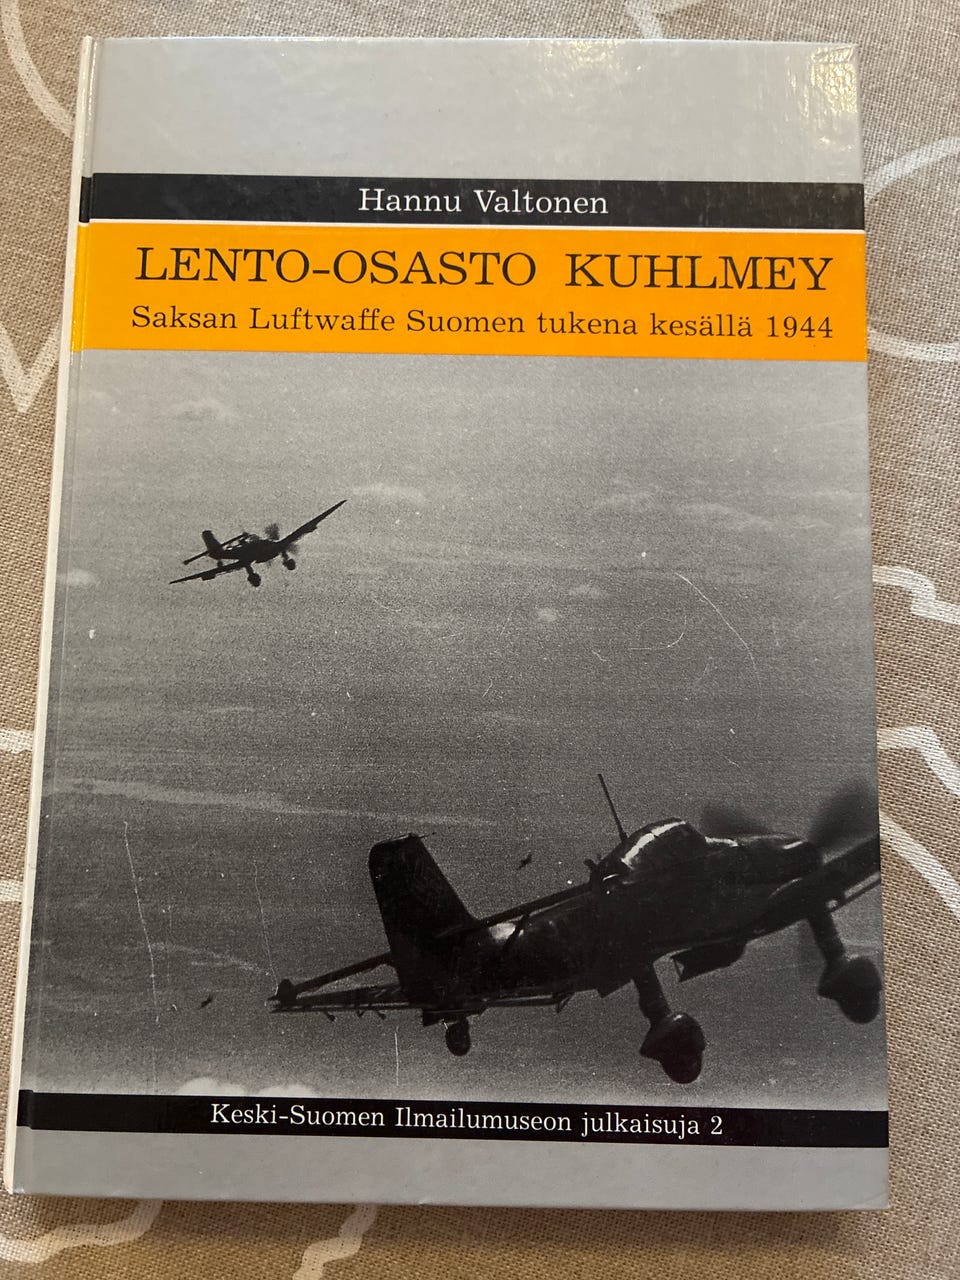 Hannu Valtonen
LENTO-OSASTO KUHLMEY
Saksan Luftwaffe Suomen tukena kesällä 1944
Keski-Suomen Ilmailumuseon julkaisuja 2